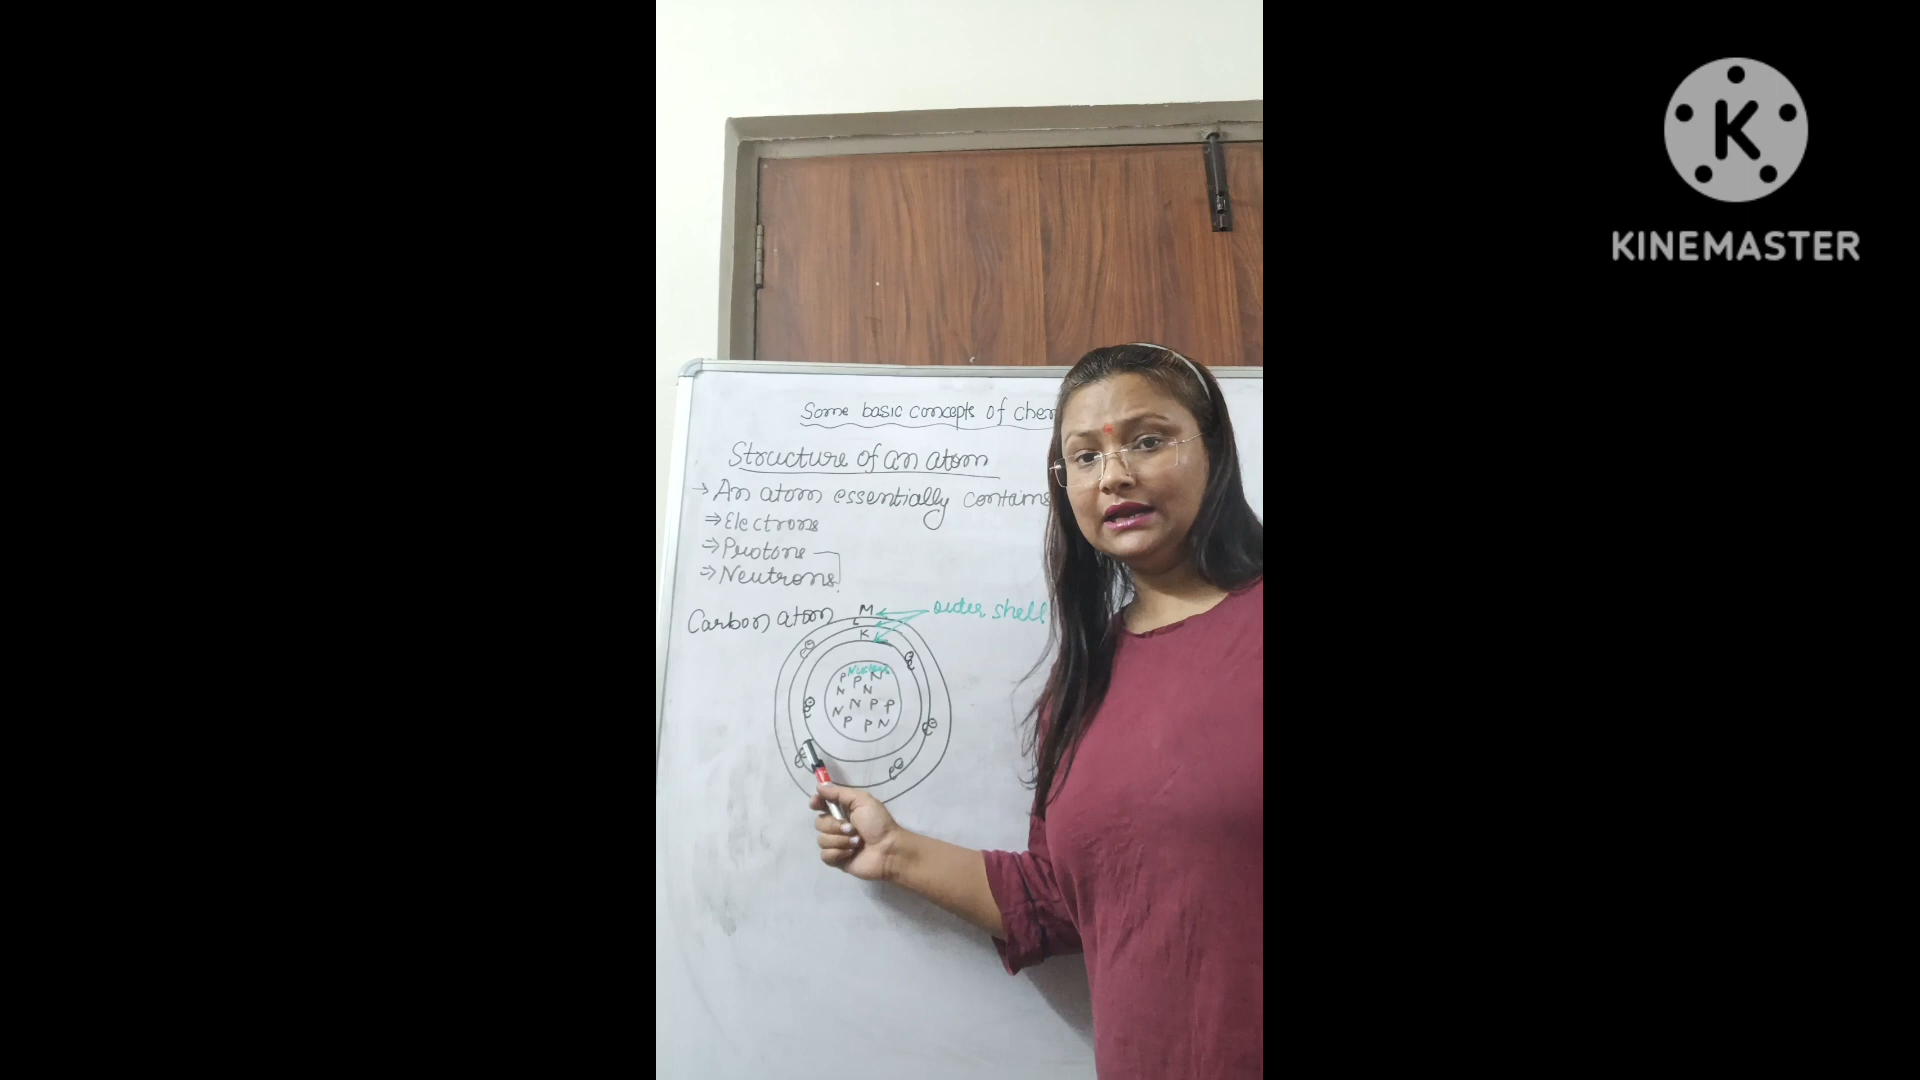 K
KINEMASTER
Some basic concepts of chem
Structure of an atom
→ An atom essentially contains
⇒ Electrons
⇒ Protons
⇒ Neutrons
Carbon atom
M
outer shell
L
K
Nucleus
P P N
N N
N N P P
P P N